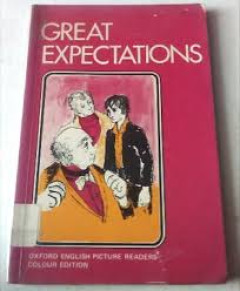 GREAT
EXPECTATIONS
OXFORD ENGLISH PICTURE READERS
COLOUR EDITION